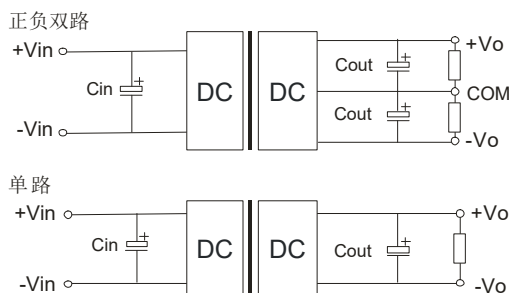 正负双路
+Vin
+Vo
Cin
+
DC
DC
Cout
+
COM
Cout
+
-Vin
-Vo
单路
+Vin
+Vo
Cin
+
DC
DC
Cout
+
-Vin
-Vo